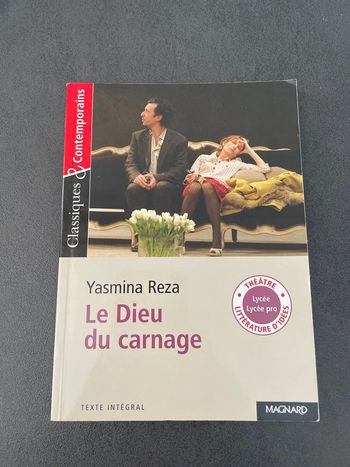 Classiques & Contemporains
Yasmina Reza
Le Dieu
du carnage
THÉÂTRE
Lycée
Lycée pro
LITTÉRATURE D'IDÉES
TEXTE INTÉGRAL
MAGNARD